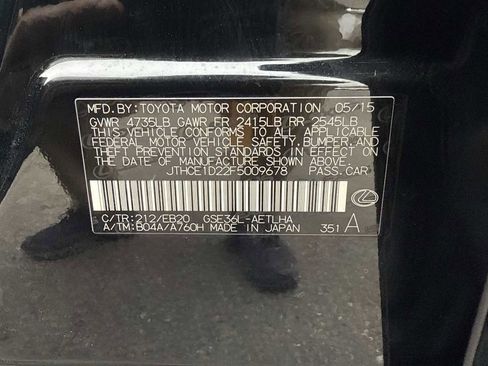 MFD.BY:TOYOTA MOTOR CORPORATION 05/15
GVWR 4735LB GAWR FR 2415LB RR 2545LB
THIS VEHICLE CONFORMS TO ALL APPLICABLE
FEDERAL MOTOR VEHICLE SAFETY,BUMPER,AND
THEFT PREVENTION STANDARDS IN EFFECT ON
THE DATE OF MANUFACTURE SHOWN ABOVE.
JTHCE1D22F5009678 PASS.CAR
C/TR:212/EB20 GSE36L-AETLHA
A/TM:B04A/A760H MADE IN JAPAN 351 A